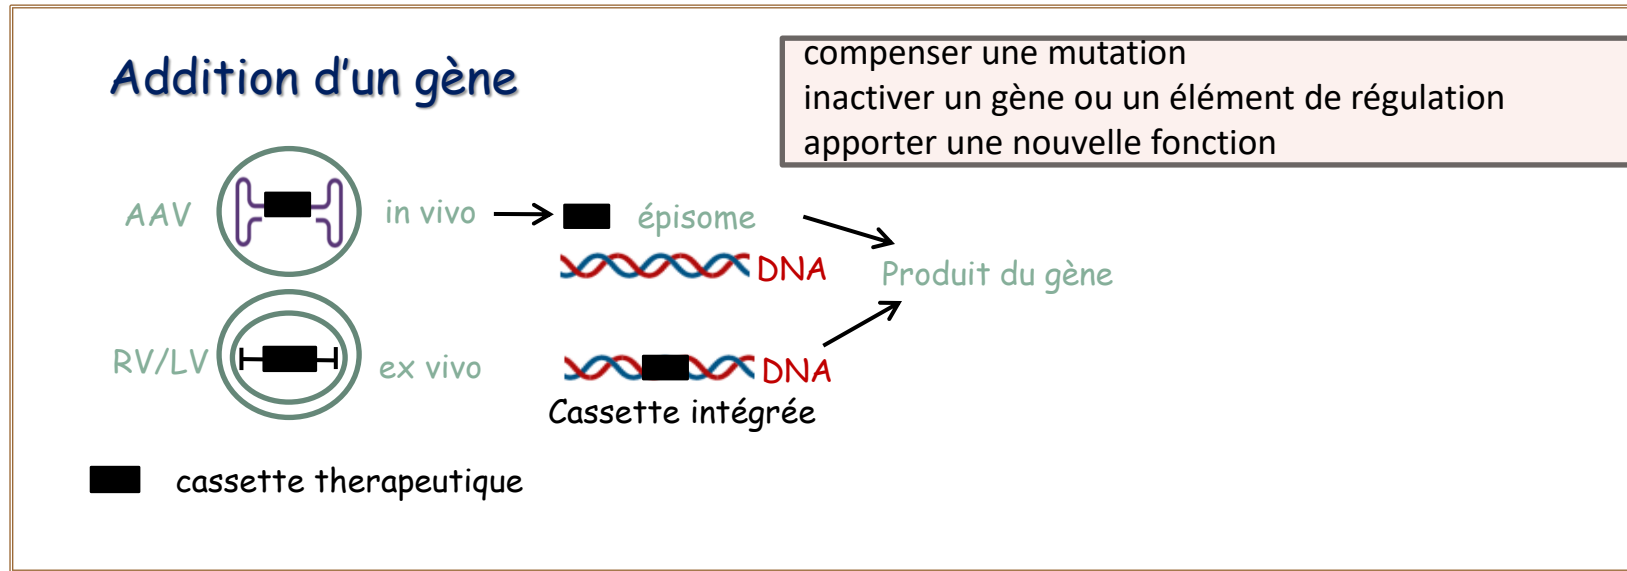 Addition d'un gène
compenser une mutation
inactiver un gène ou un élément de régulation
apporter une nouvelle fonction
AAV
in vivo
épisome
DNA
Produit du gène
RV/LV
ex vivo
DNA
Cassette intégrée
cassette therapeutique